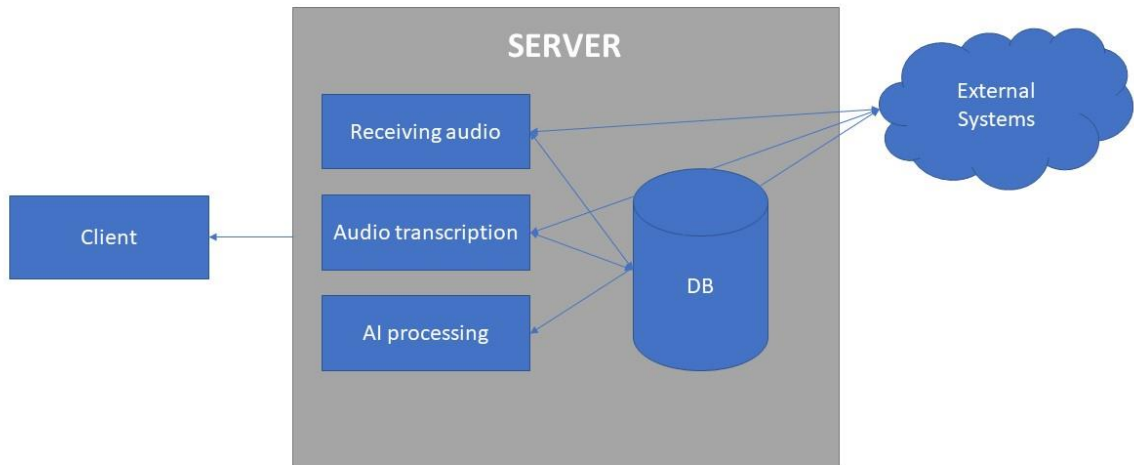 SERVER
Receiving audio
External
Systems
Audio transcription
Client
DB
AI processing